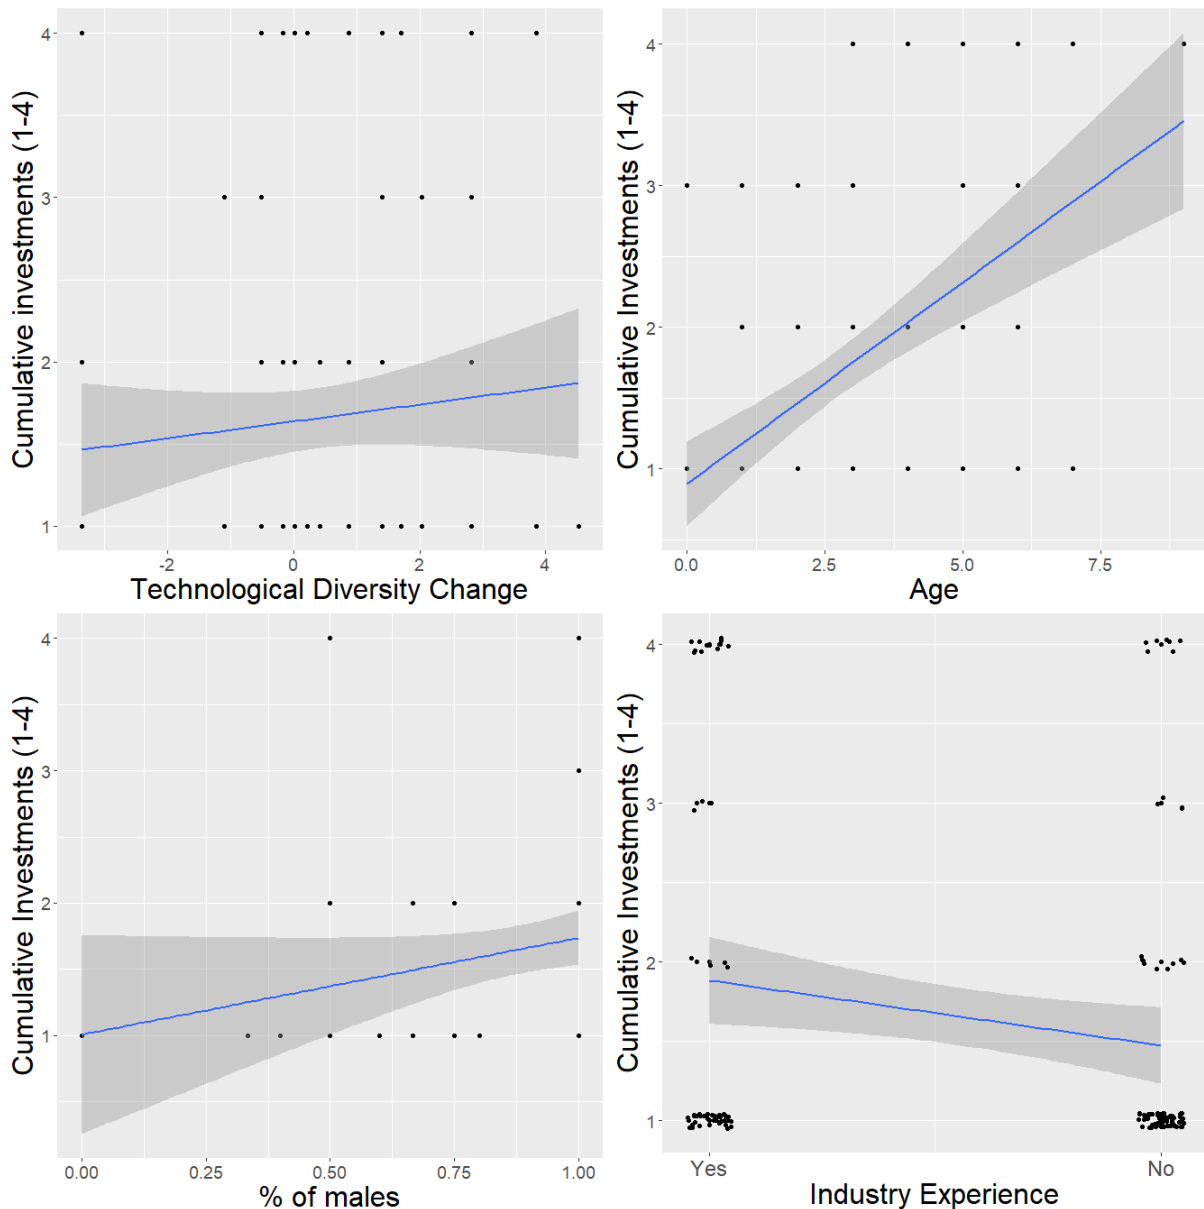 Cumulative investments (1-4)
4
3
2
1
-2 0 2 4
Technological Diversity Change
Cumulative Investments (1-4)
4
3
2
1
0.0 2.5 5.0 7.5
Age
Cumulative Investments (1-4)
4
3
2
1
0.00 0.25 0.50 0.75 1.00
% of males
Cumulative Investments (1-4)
4
3
2
1
Yes No
Industry Experience